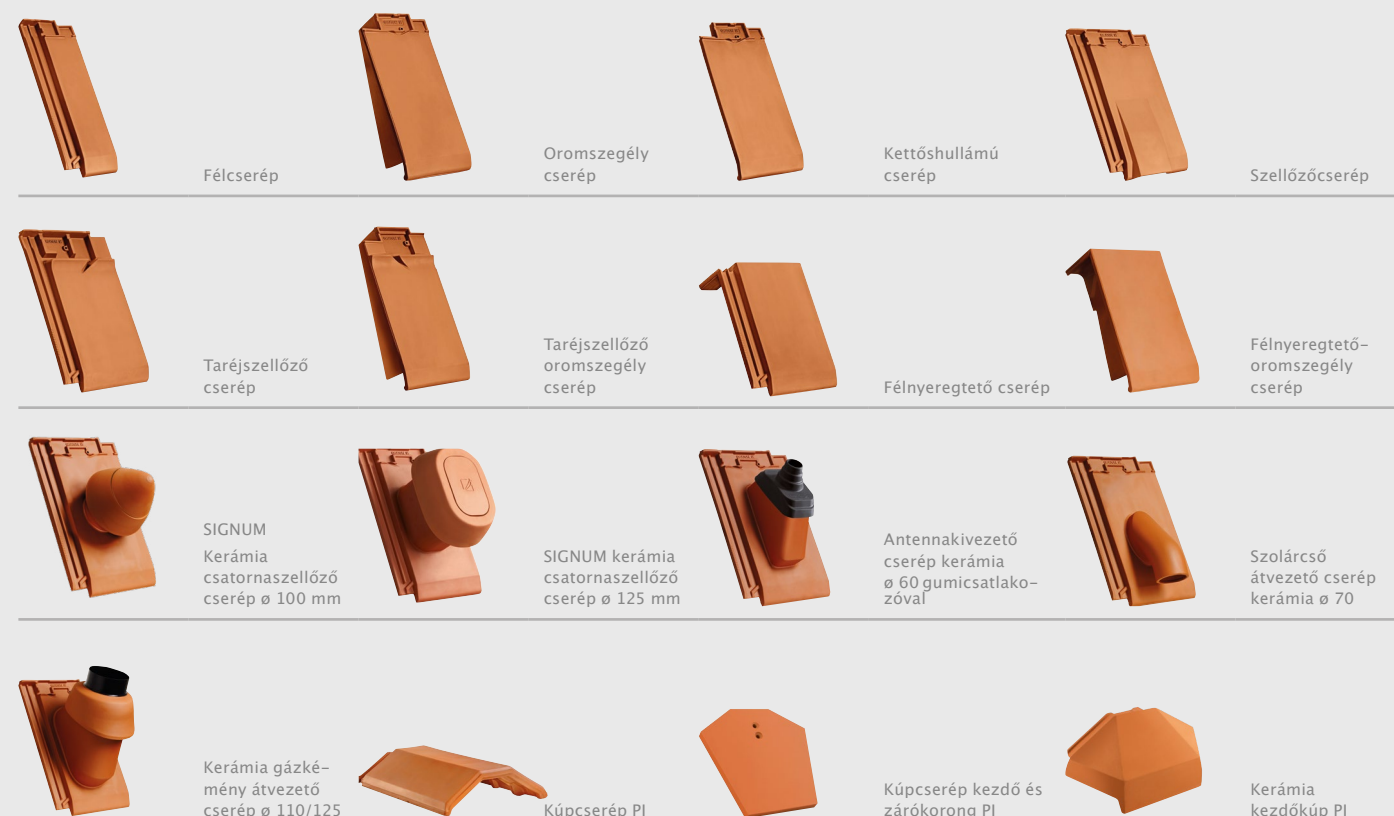 Félcserép
Oromszegély
cserép
Kettőshullámú
cserép
Szellőzőcserép
Taréjszellőző
cserép
Taréjszellőző
oromszegély
cserép
Félnyeregtető cserép
Félnyeregtető-
oromszegély
cserép
SIGNUM
Kerámia
csatornaszellőző
cserép ø 100 mm
SIGNUM kerámia
csatornaszellőző
cserép ø 125 mm
Antennakivezető
cserép kerámia
ø 60 gumicsatlako-
zóval
Szolárcső
átvezető cserép
kerámia ø 70
Kerámia gázké-
mény átvezető
cserép ø 110/125
Kúpcserép PI
Kúpcserép kezdő és
zárókorong PI
Kerámia
kezdőkúp PI